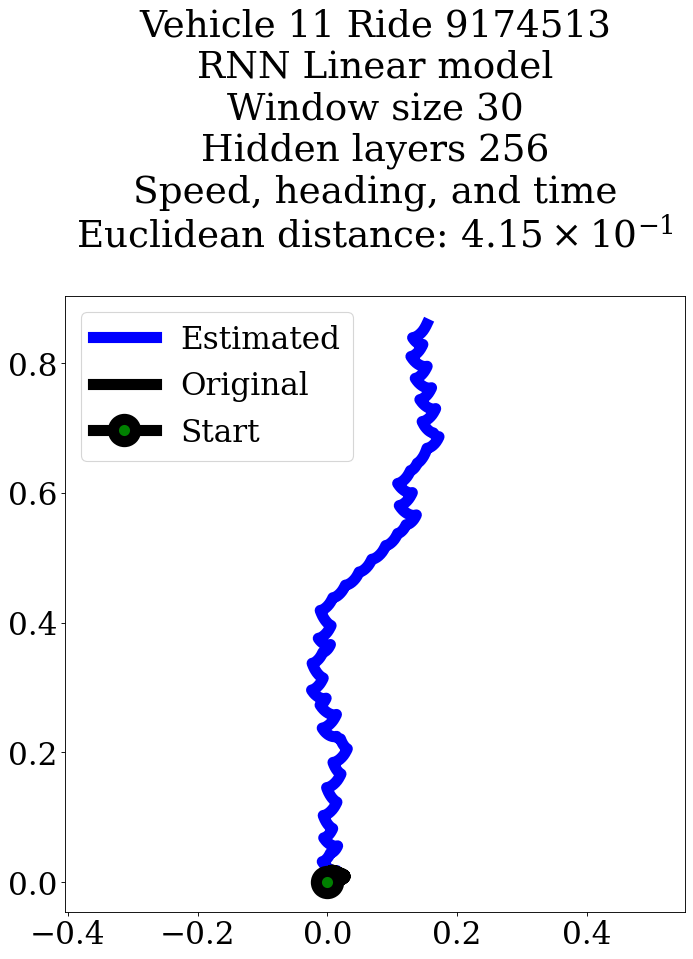 Vehicle 11 Ride 9174513
RNN Linear model
Window size 30
Hidden layers 256
Speed, heading, and time
Euclidean distance: 4.15 × 10⁻¹
Estimated
Original
Start
0.8
0.6
0.4
0.2
0.0
−0.4 −0.2 0.0 0.2 0.4